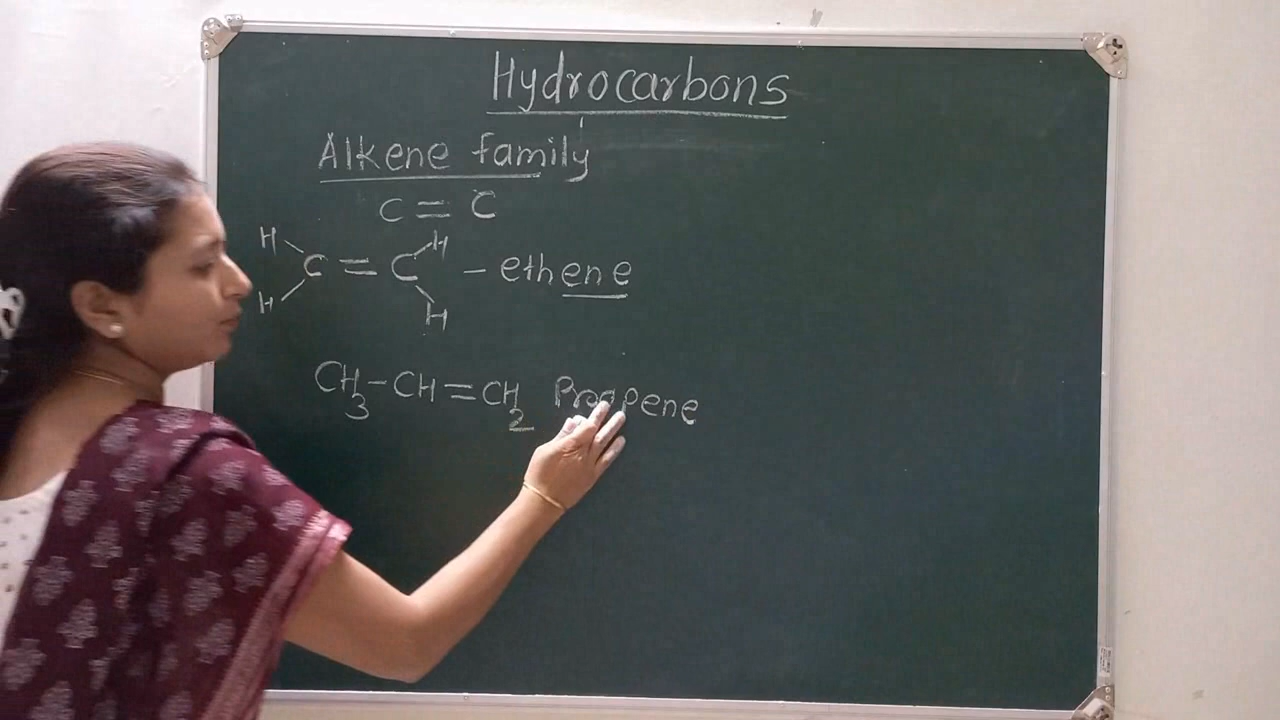 Hydrocarbons
Alkene family
C = C
H H
C = C - ethene
H H
CH3-CH=CH2 Propene